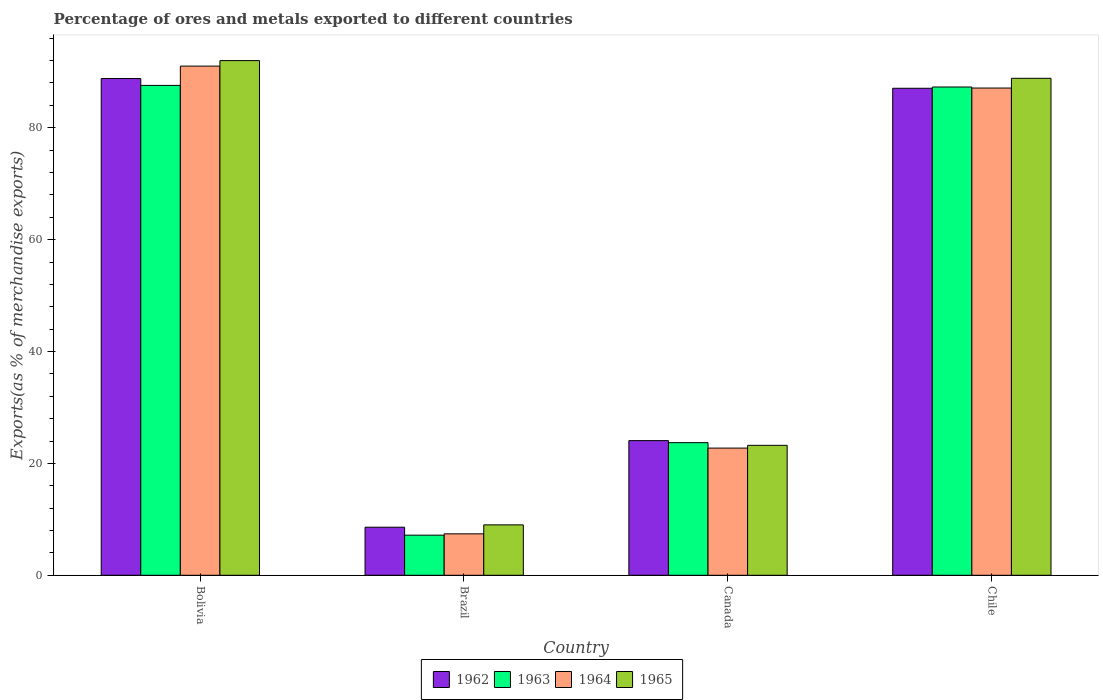 Percentage of ores and metals exported to different countries
Exports(as % of merchandise exports)
80
60
40
20
0
Bolivia
Brazil
Canada
Chile
Country
1962
1963
1964
1965